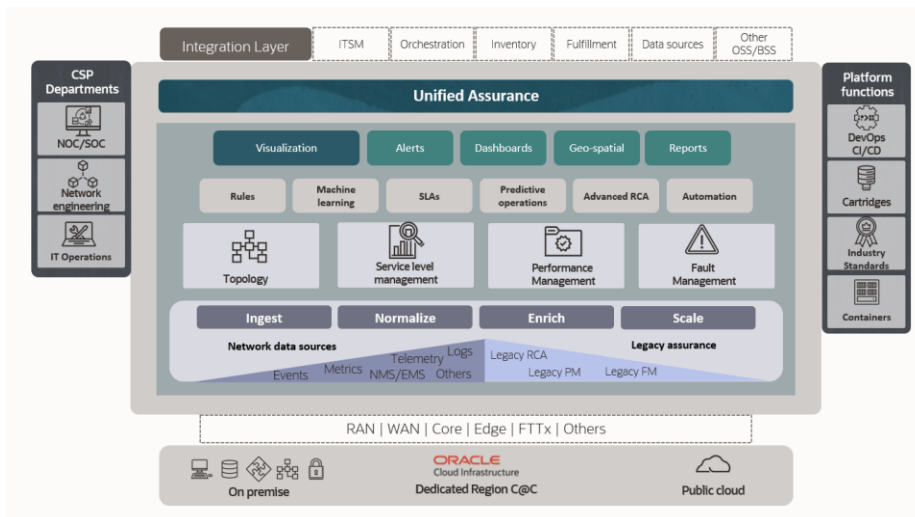 Integration Layer
ITSM
Orchestration
Inventory
Fulfillment
Data sources
Other
OSS/BSS
CSP
Departments
NOC/SOC
Network
engineering
IT Operations
Unified Assurance
Visualization
Alerts
Dashboards
Geo-spatial
Reports
Rules
Machine
learning
SLAs
Predictive
operations
Advanced RCA
Automation
Topology
Service level
management
Performance
Management
Fault
Management
Ingest
Normalize
Enrich
Scale
Network data sources
Legacy assurance
Events
Metrics
Telemetry
Logs
NMS/EMS
Others
Legacy RCA
Legacy PM
Legacy FM
Platform
functions
DevOps
CI/CD
Cartridges
Industry
Standards
Containers
RAN | WAN | Core | Edge | FTTx | Others
On premise
ORACLE
Cloud Infrastructure
Dedicated Region C@C
Public cloud